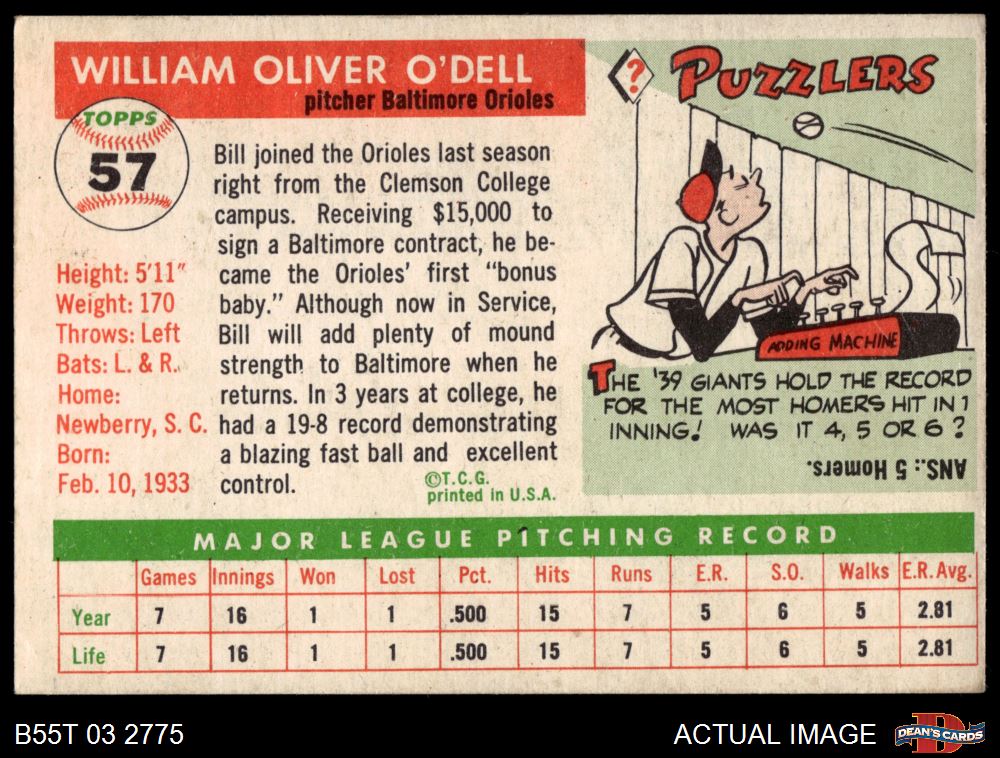 WILLIAM OLIVER O'DELL
pitcher Baltimore Orioles
TOPPS
57
Height: 5'11"
Weight: 170
Throws: Left
Bats: L. & R.
Home:
Newberry, S. C.
Born:
Feb. 10, 1933
Bill joined the Orioles last season
right from the Clemson College
campus. Receiving $15,000 to
sign a Baltimore contract, he be-
came the Orioles' first "bonus
baby." Although now in Service,
Bill will add plenty of mound
strength to Baltimore when he
returns. In 3 years at college, he
had a 19-8 record demonstrating
a blazing fast ball and excellent
control.
©T.C.G.
printed in U.S.A.
?
PUZZLERS
ADDING MACHINE
THE '39 GIANTS HOLD THE RECORD
FOR THE MOST HOMERS HIT IN 1
INNING! WAS IT 4, 5 OR 6?
ANS.: 5 Homers.
MAJOR LEAGUE PITCHING RECORD
Games Innings Won Lost Pct. Hits Runs E.R. S.O. Walks E.R.Avg.
Year 7 16 1 1 .500 15 7 5 6 5 2.81
Life 7 16 1 1 .500 15 7 5 6 5 2.81
B55T 03 2775
ACTUAL IMAGE
DEAN'S CARDS